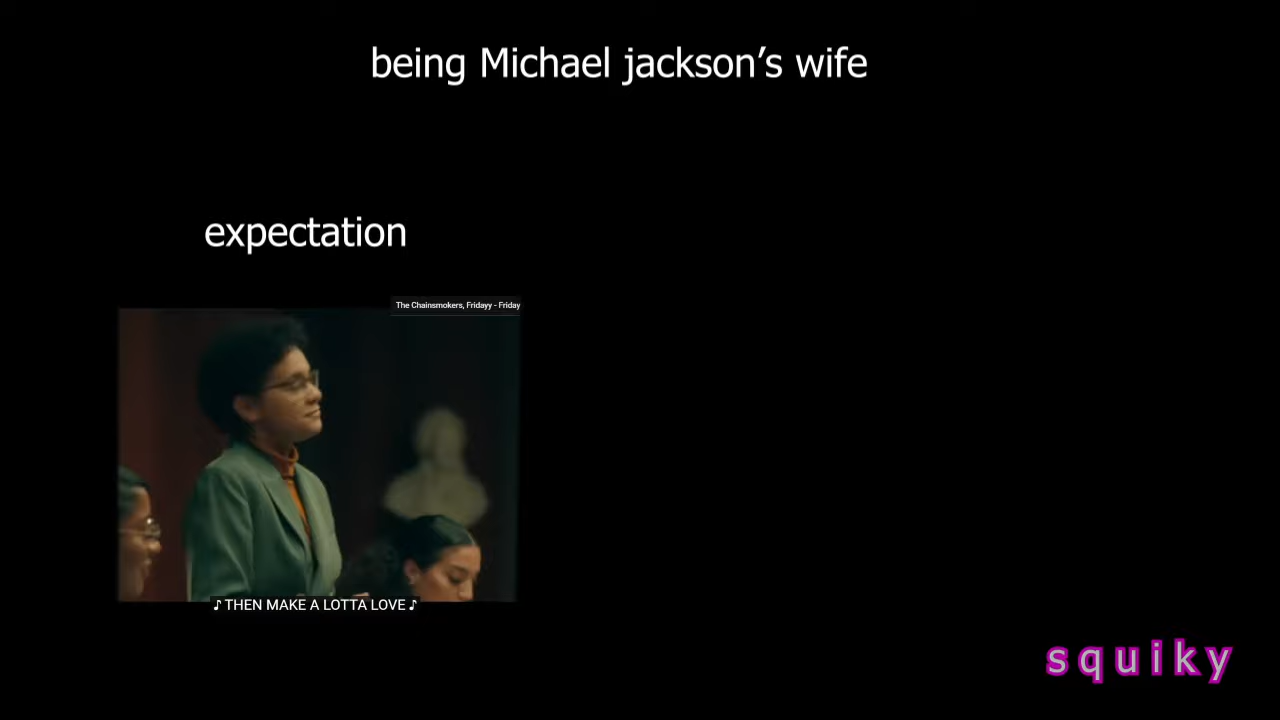 being Michael jackson’s wife
expectation
The Chainsmokers, Fridayy - Friday
♪ THEN MAKE A LOTTA LOVE ♪
squiky